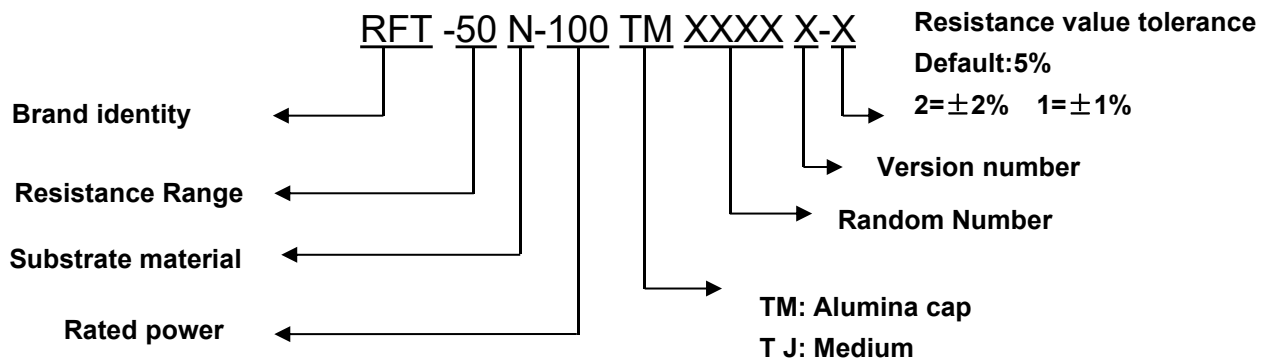 RFT -50 N-100 TM XXXX X-X
Resistance value tolerance
Default:5%
2=±2% 1=±1%
Brand identity
Version number
Resistance Range
Random Number
Substrate material
TM: Alumina cap
Rated power
T J: Medium